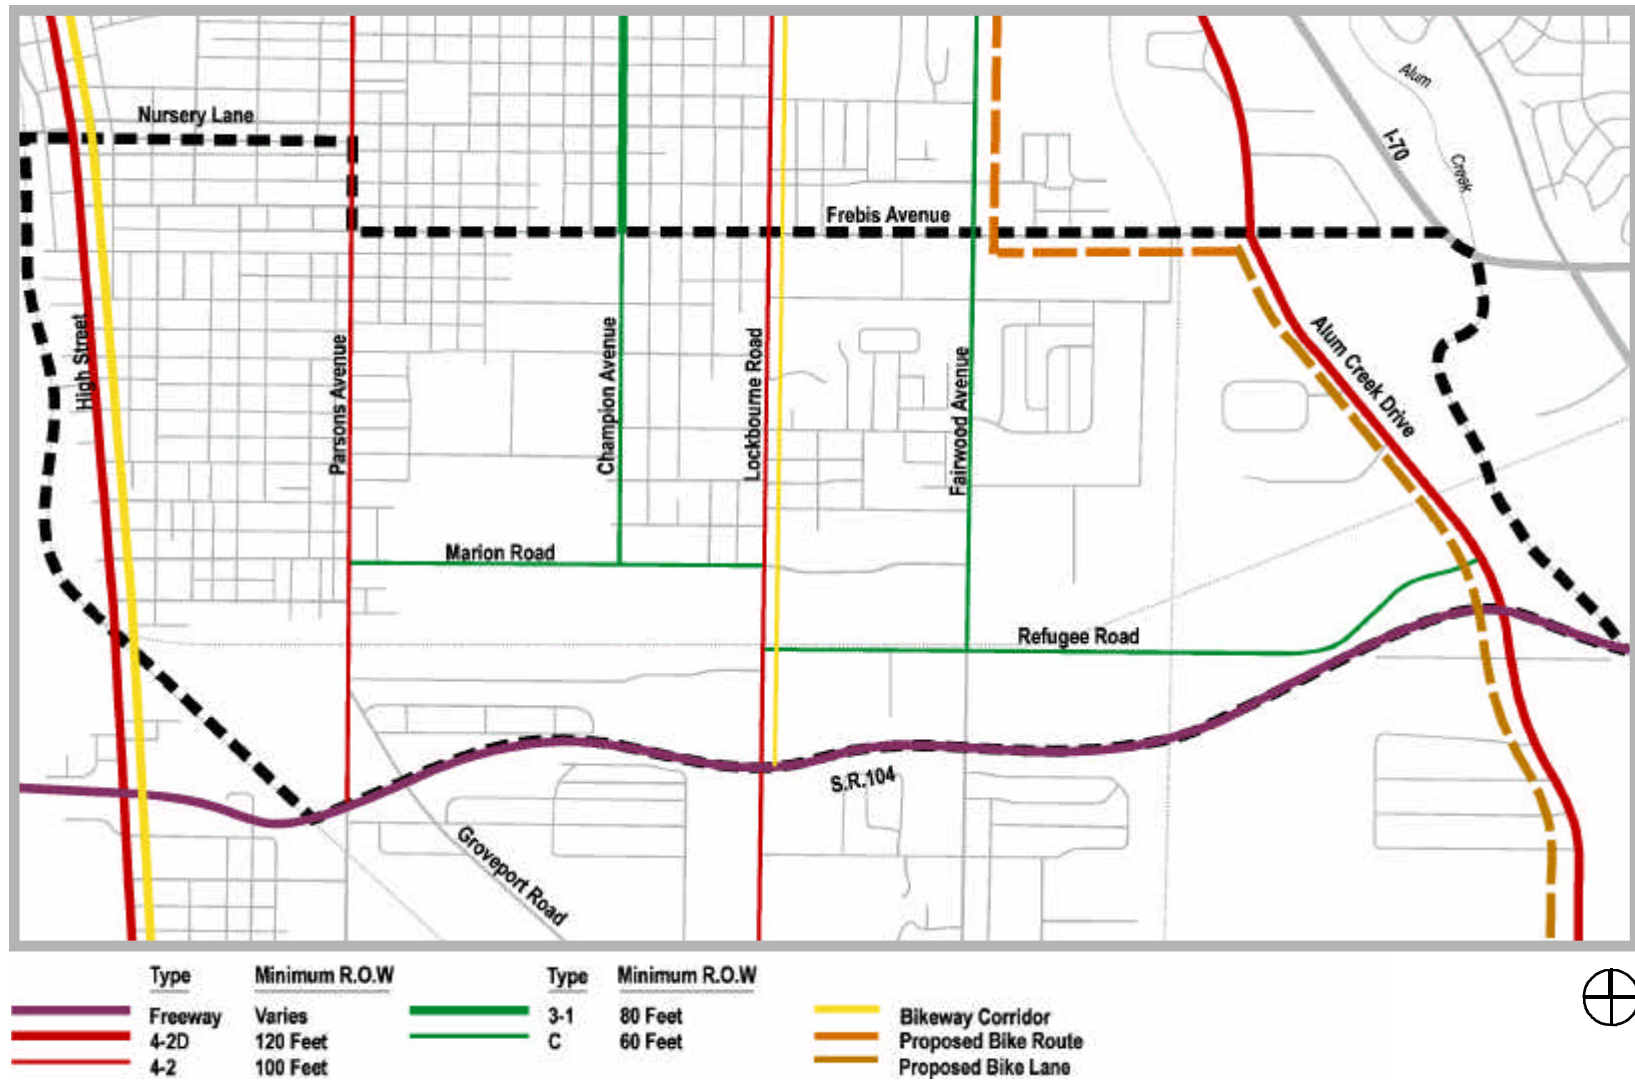 Nursery Lane
Alum
I-70
Creek
Frebis Avenue
High Street
Parsons Avenue
Champion Avenue
Lockbourne Road
Fairwood Avenue
Alum Creek Drive
Marion Road
Refugee Road
S.R.104
Groveport Road
Type Minimum R.O.W Type Minimum R.O.W
Freeway Varies 3-1 80 Feet Bikeway Corridor
4-2D 120 Feet C 60 Feet Proposed Bike Route
4-2 100 Feet Proposed Bike Lane